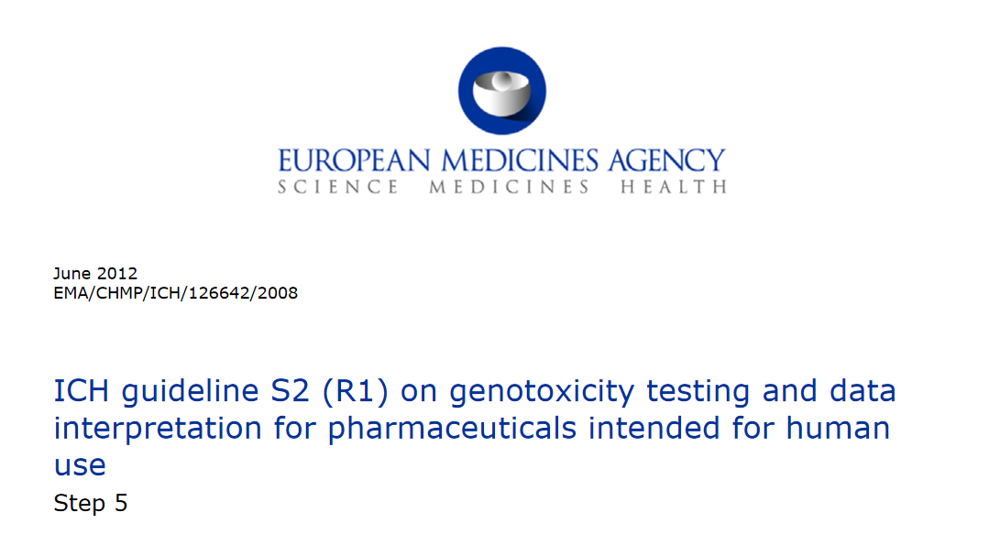 EUROPEAN MEDICINES AGENCY
SCIENCE MEDICINES HEALTH
June 2012
EMA/CHMP/ICH/126642/2008
ICH guideline S2 (R1) on genotoxicity testing and data
interpretation for pharmaceuticals intended for human
use
Step 5